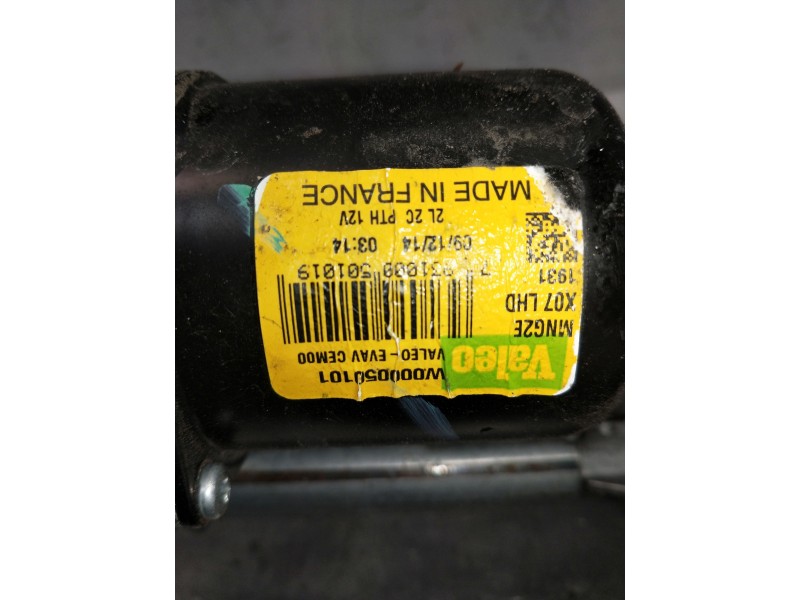 Valeo
W000050101
VALEO-EVAV CEM00
MNG2E
X07 LHD
1931
501019
09/12/14 03:14
2L 2C PTH 12V
MADE IN FRANCE